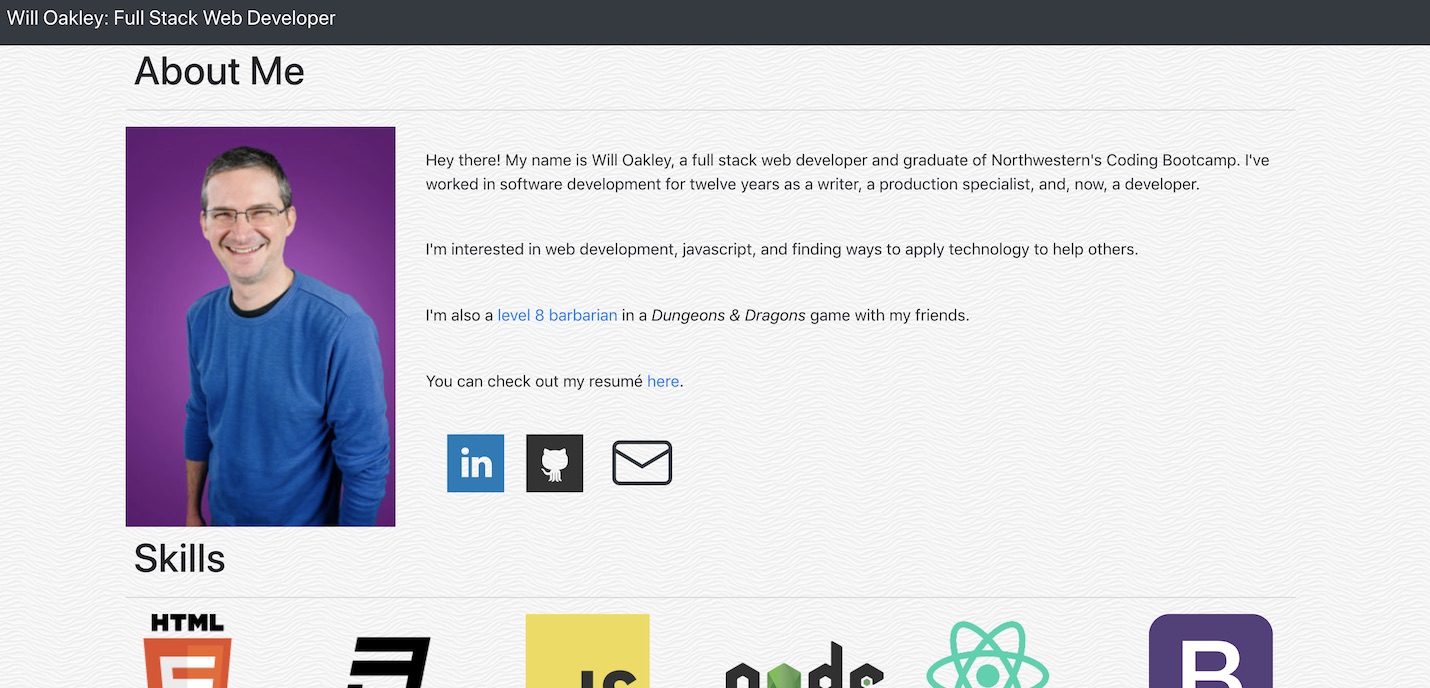 Will Oakley: Full Stack Web Developer
About Me
Hey there! My name is Will Oakley, a full stack web developer and graduate of Northwestern's Coding Bootcamp. I've
worked in software development for twelve years as a writer, a production specialist, and, now, a developer.
I'm interested in web development, javascript, and finding ways to apply technology to help others.
I'm also a level 8 barbarian in a Dungeons & Dragons game with my friends.
You can check out my resumé here.
in
Skills
HTML
JS
node
B